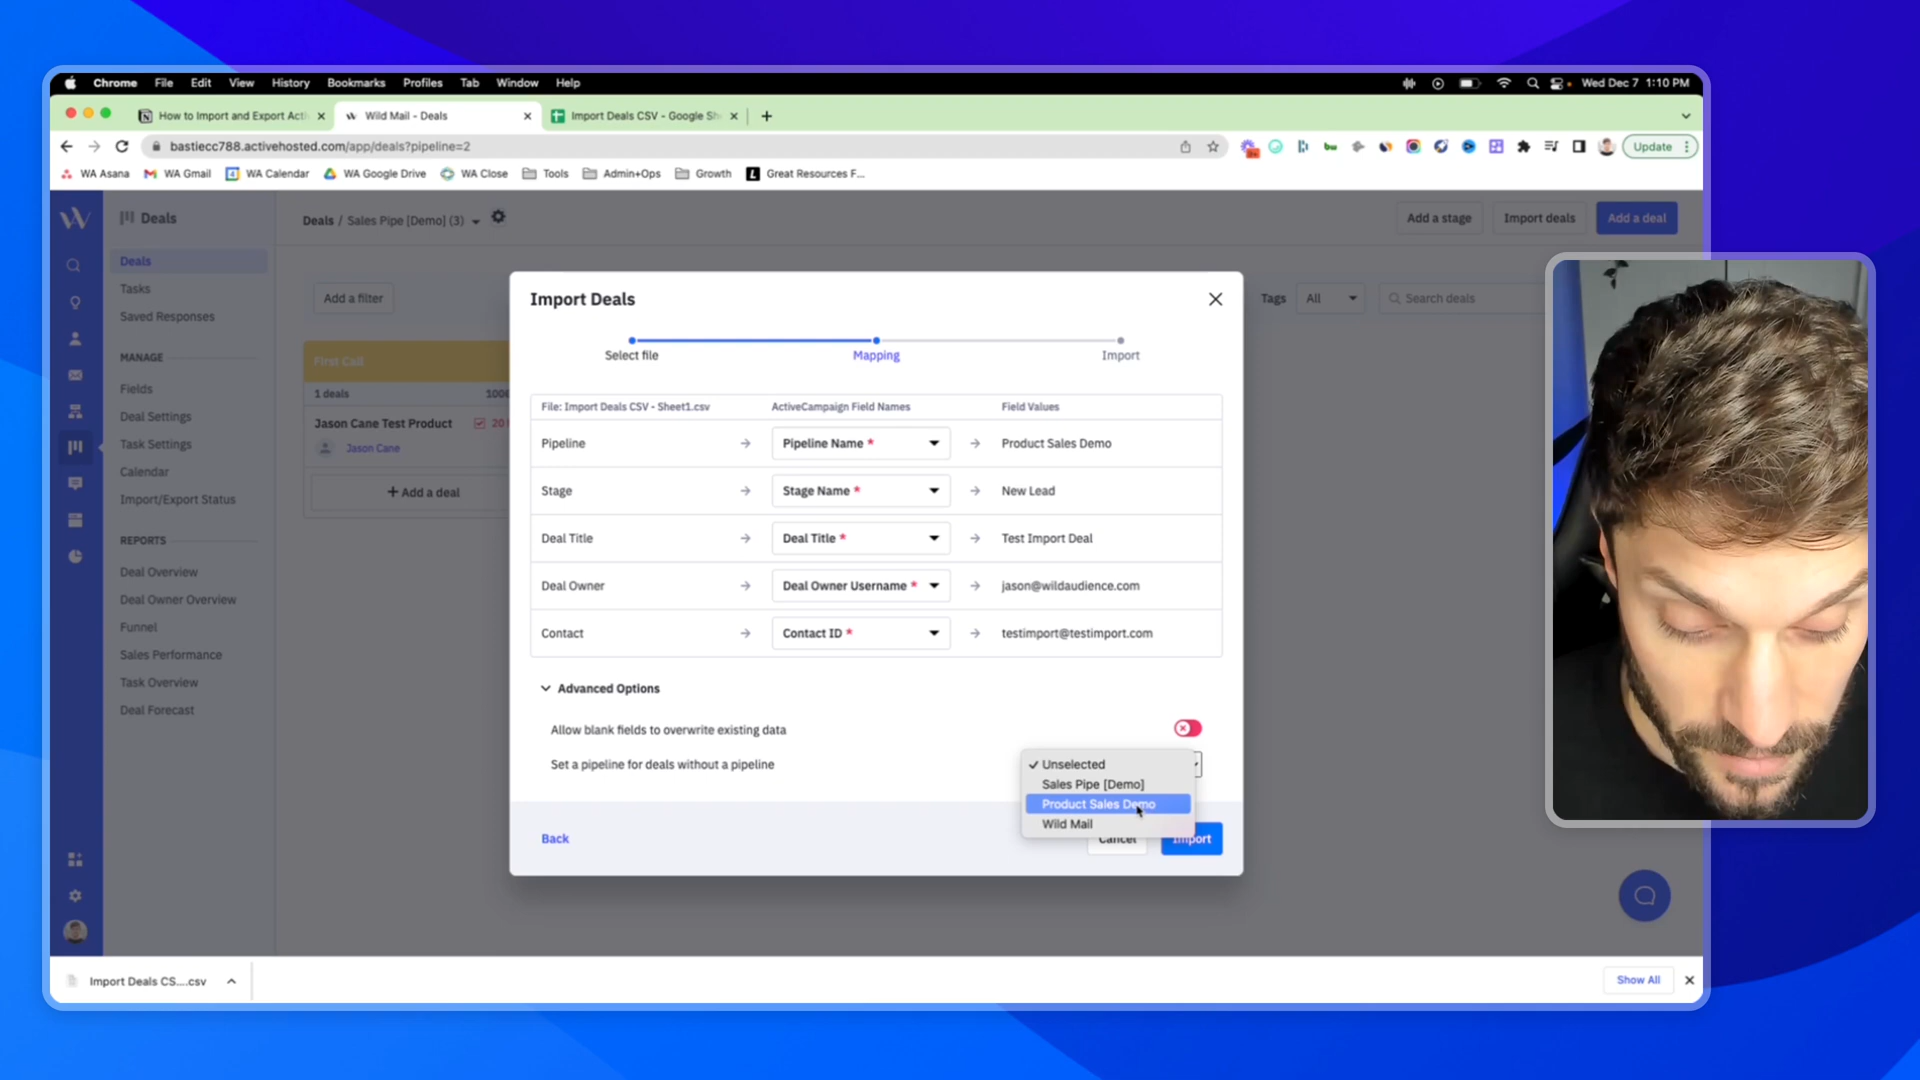 Chrome File Edit View History Bookmarks Profiles Tab Window Help
Wed Dec 7 1:10 PM
How to Import and Export Acti
Wild Mail - Deals
Import Deals CSV - Google Sh
bastiecc788.activehosted.com/app/deals?pipeline=2
Update
WA Asana
WA Gmail
WA Calendar
WA Google Drive
WA Close
Tools
Admin+Ops
Growth
Great Resources F...
Deals
Deals
Tasks
Saved Responses
MANAGE
Fields
Deal Settings
Task Settings
Calendar
Import/Export Status
REPORTS
Deal Overview
Deal Owner Overview
Funnel
Sales Performance
Task Overview
Deal Forecast
Deals / Sales Pipe [Demo] (3)
Add a stage
Import deals
Add a deal
Add a filter
Tags
All
Search deals
First Call
1 deals
Jason Cane Test Product
Jason Cane
+ Add a deal
Import Deals
Select file
Mapping
Import
File: Import Deals CSV - Sheet1.csv
ActiveCampaign Field Names
Field Values
Pipeline
Pipeline Name *
Product Sales Demo
Stage
Stage Name *
New Lead
Deal Title
Deal Title *
Test Import Deal
Deal Owner
Deal Owner Username *
jason@wildaudience.com
Contact
Contact ID *
testimport@testimport.com
Advanced Options
Allow blank fields to overwrite existing data
Set a pipeline for deals without a pipeline
✓ Unselected
Sales Pipe [Demo]
Product Sales Demo
Wild Mail
Back
Cancel
Import
Import Deals CS....csv
Show All